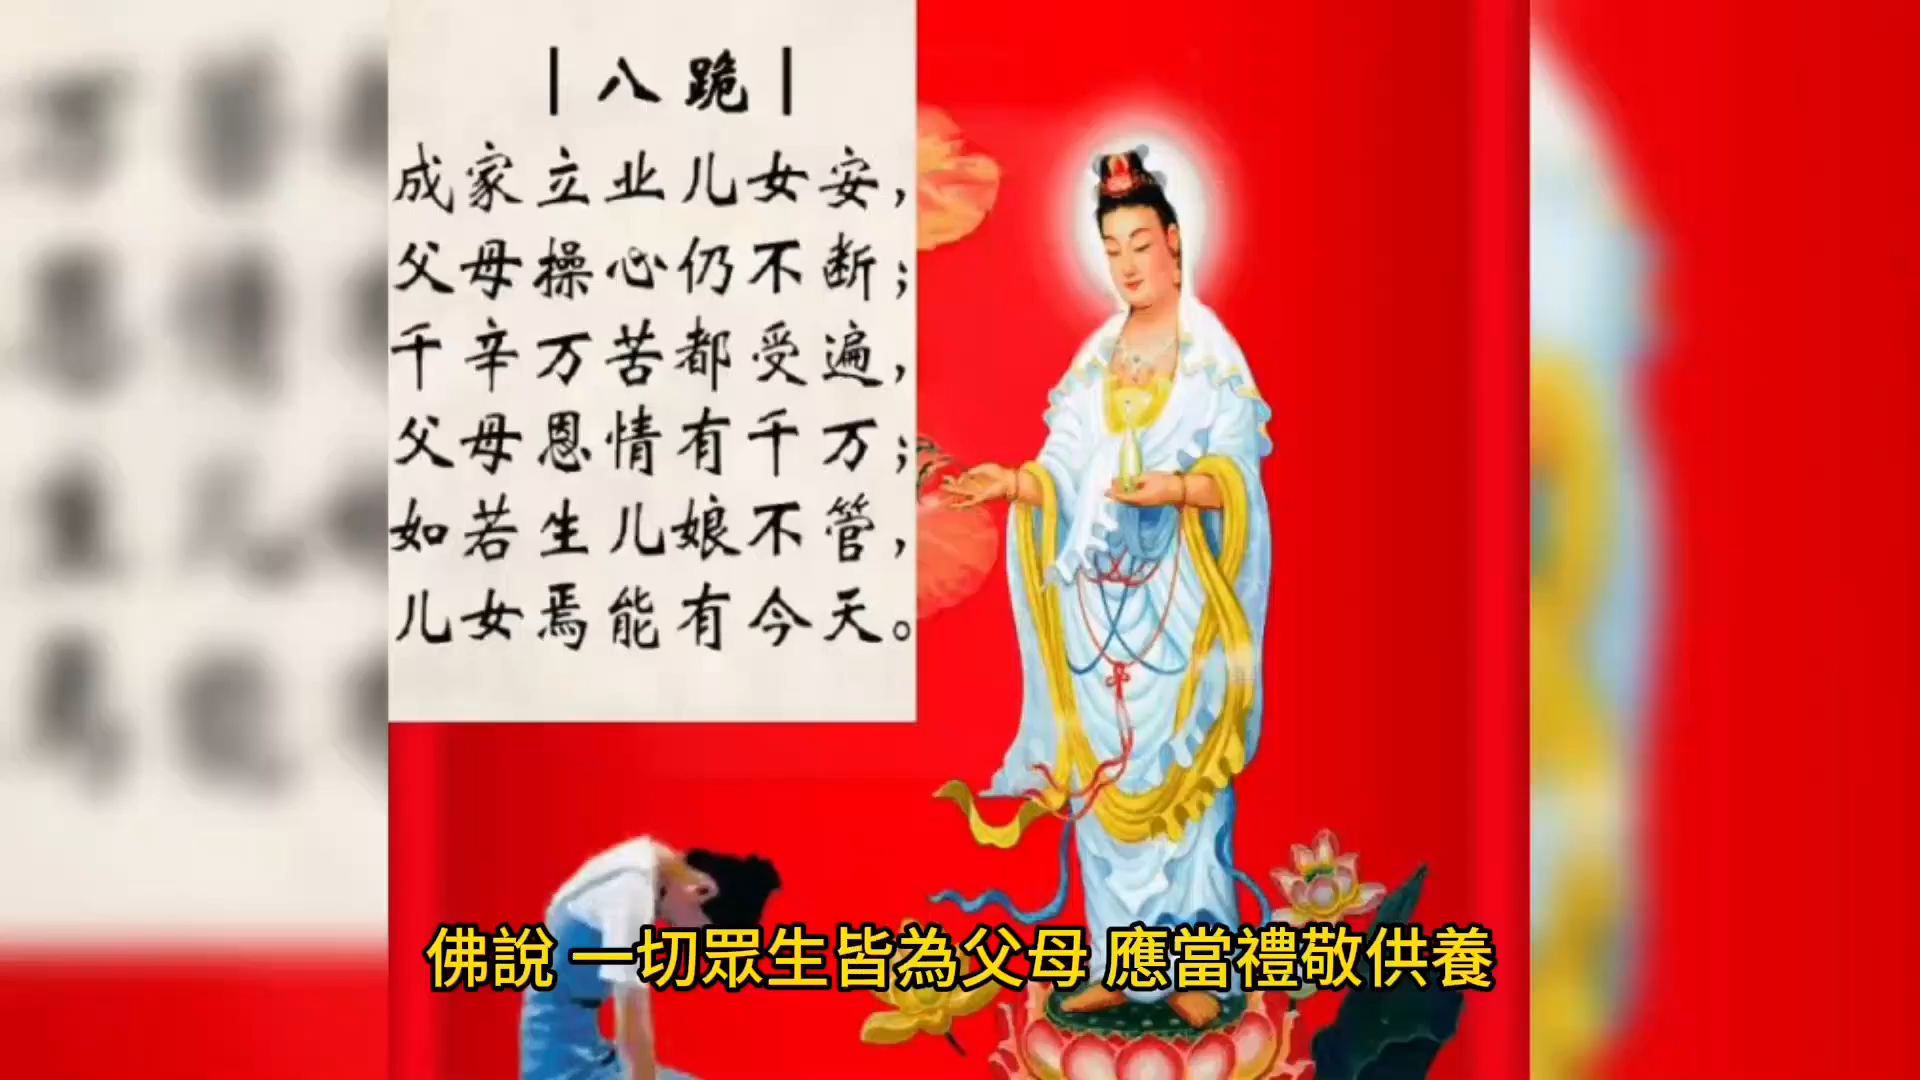 |八跪|
成家立业儿女安，
父母操心仍不断；
千辛万苦都受遍，
父母恩情有千万；
如若生儿娘不管，
儿女焉能有今天。
佛說 一切眾生皆為父母 應當禮敬供養